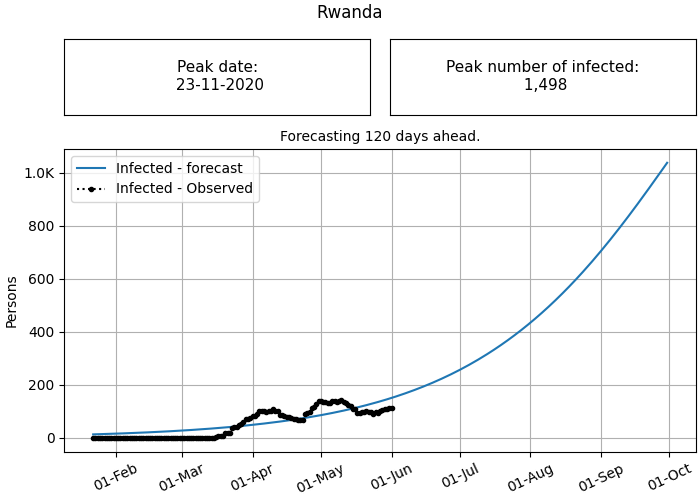 Rwanda
Peak date:
23-11-2020
Peak number of infected:
1,498
Forecasting 120 days ahead.
Infected - forecast
Infected - Observed
Persons
1.0K
800
600
400
200
0
01-Feb
01-Mar
01-Apr
01-May
01-Jun
01-Jul
01-Aug
01-Sep
01-Oct